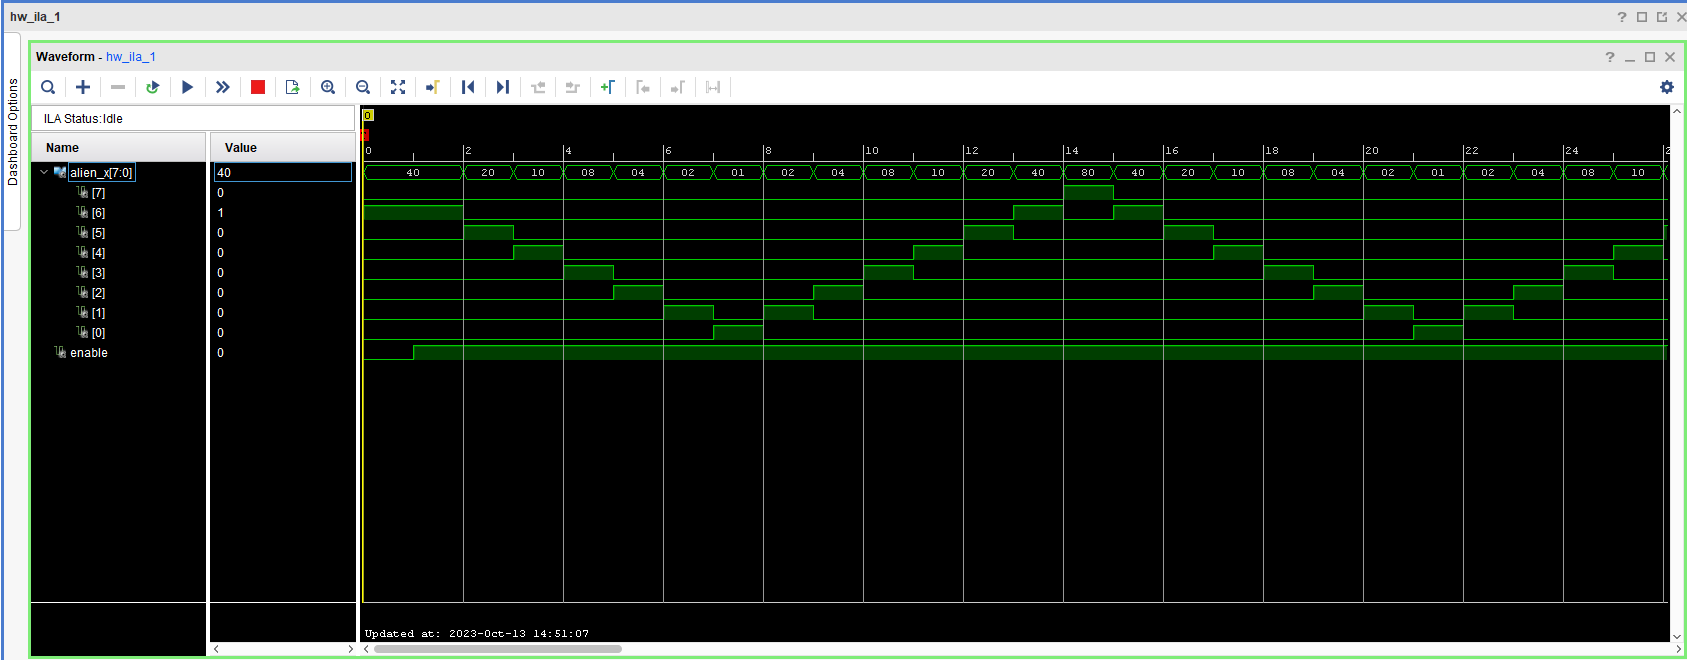 hw_ila_1
Dashboard Options
Waveform - hw_ila_1
ILA Status:Idle
Name Value
0
0 2 4 6 8 10 12 14 16 18 20 22 24 2
alien_x[7:0] 40 40 20 10 08 04 02 01 02 04 08 10 20 40 80 40 20 10 08 04 02 01 02 04 08 10
[7] 0
[6] 1
[5] 0
[4] 0
[3] 0
[2] 0
[1] 0
[0] 0
enable 0
Updated at: 2023-Oct-13 14:51:07